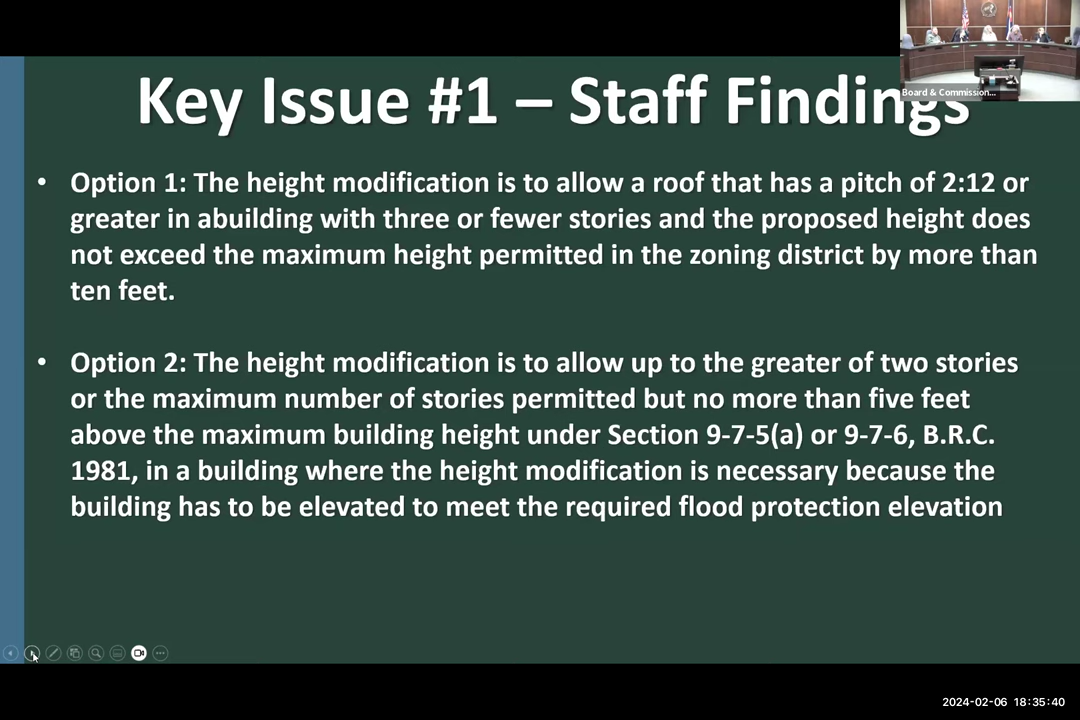 Key Issue #1 – Staff Findings
Board & Commission...
• Option 1: The height modification is to allow a roof that has a pitch of 2:12 or
greater in abuilding with three or fewer stories and the proposed height does
not exceed the maximum height permitted in the zoning district by more than
ten feet.
• Option 2: The height modification is to allow up to the greater of two stories
or the maximum number of stories permitted but no more than five feet
above the maximum building height under Section 9-7-5(a) or 9-7-6, B.R.C.
1981, in a building where the height modification is necessary because the
building has to be elevated to meet the required flood protection elevation
2024-02-06 18:35:40